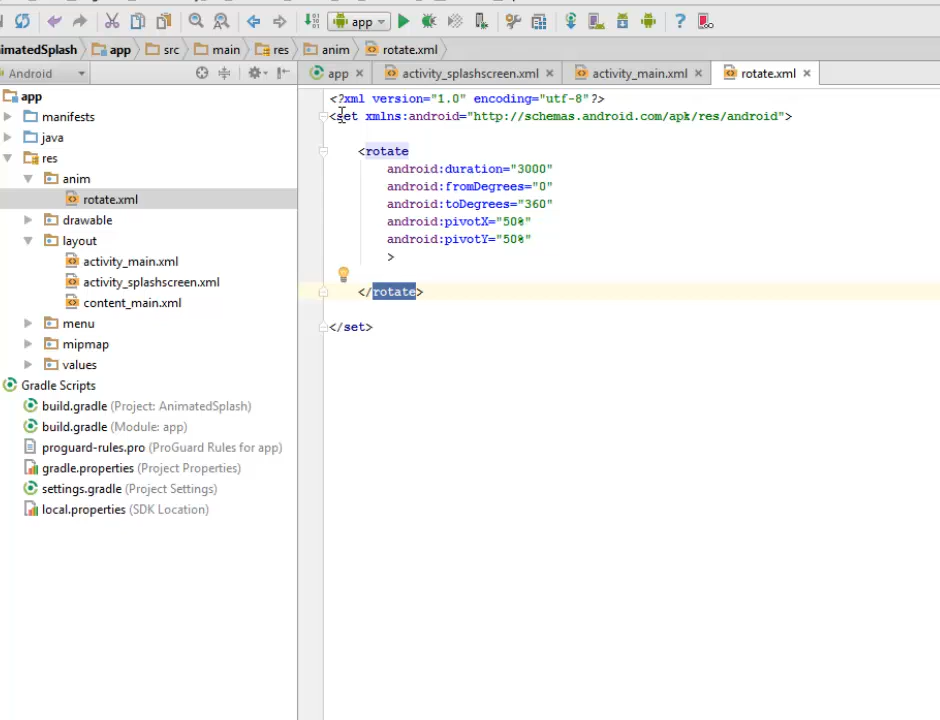 app
nimatedSplash app src main res anim rotate.xml
Android
app activity_splashscreen.xml activity_main.xml rotate.xml
app
manifests
java
res
anim
rotate.xml
drawable
layout
activity_main.xml
activity_splashscreen.xml
content_main.xml
menu
mipmap
values
Gradle Scripts
build.gradle (Project: AnimatedSplash)
build.gradle (Module: app)
proguard-rules.pro (ProGuard Rules for app)
gradle.properties (Project Properties)
settings.gradle (Project Settings)
local.properties (SDK Location)
<?xml version="1.0" encoding="utf-8"?>
<set xmlns:android="http://schemas.android.com/apk/res/android">
<rotate
android:duration="3000"
android:fromDegrees="0"
android:toDegrees="360"
android:pivotX="50%"
android:pivotY="50%"
>
</rotate>
</set>